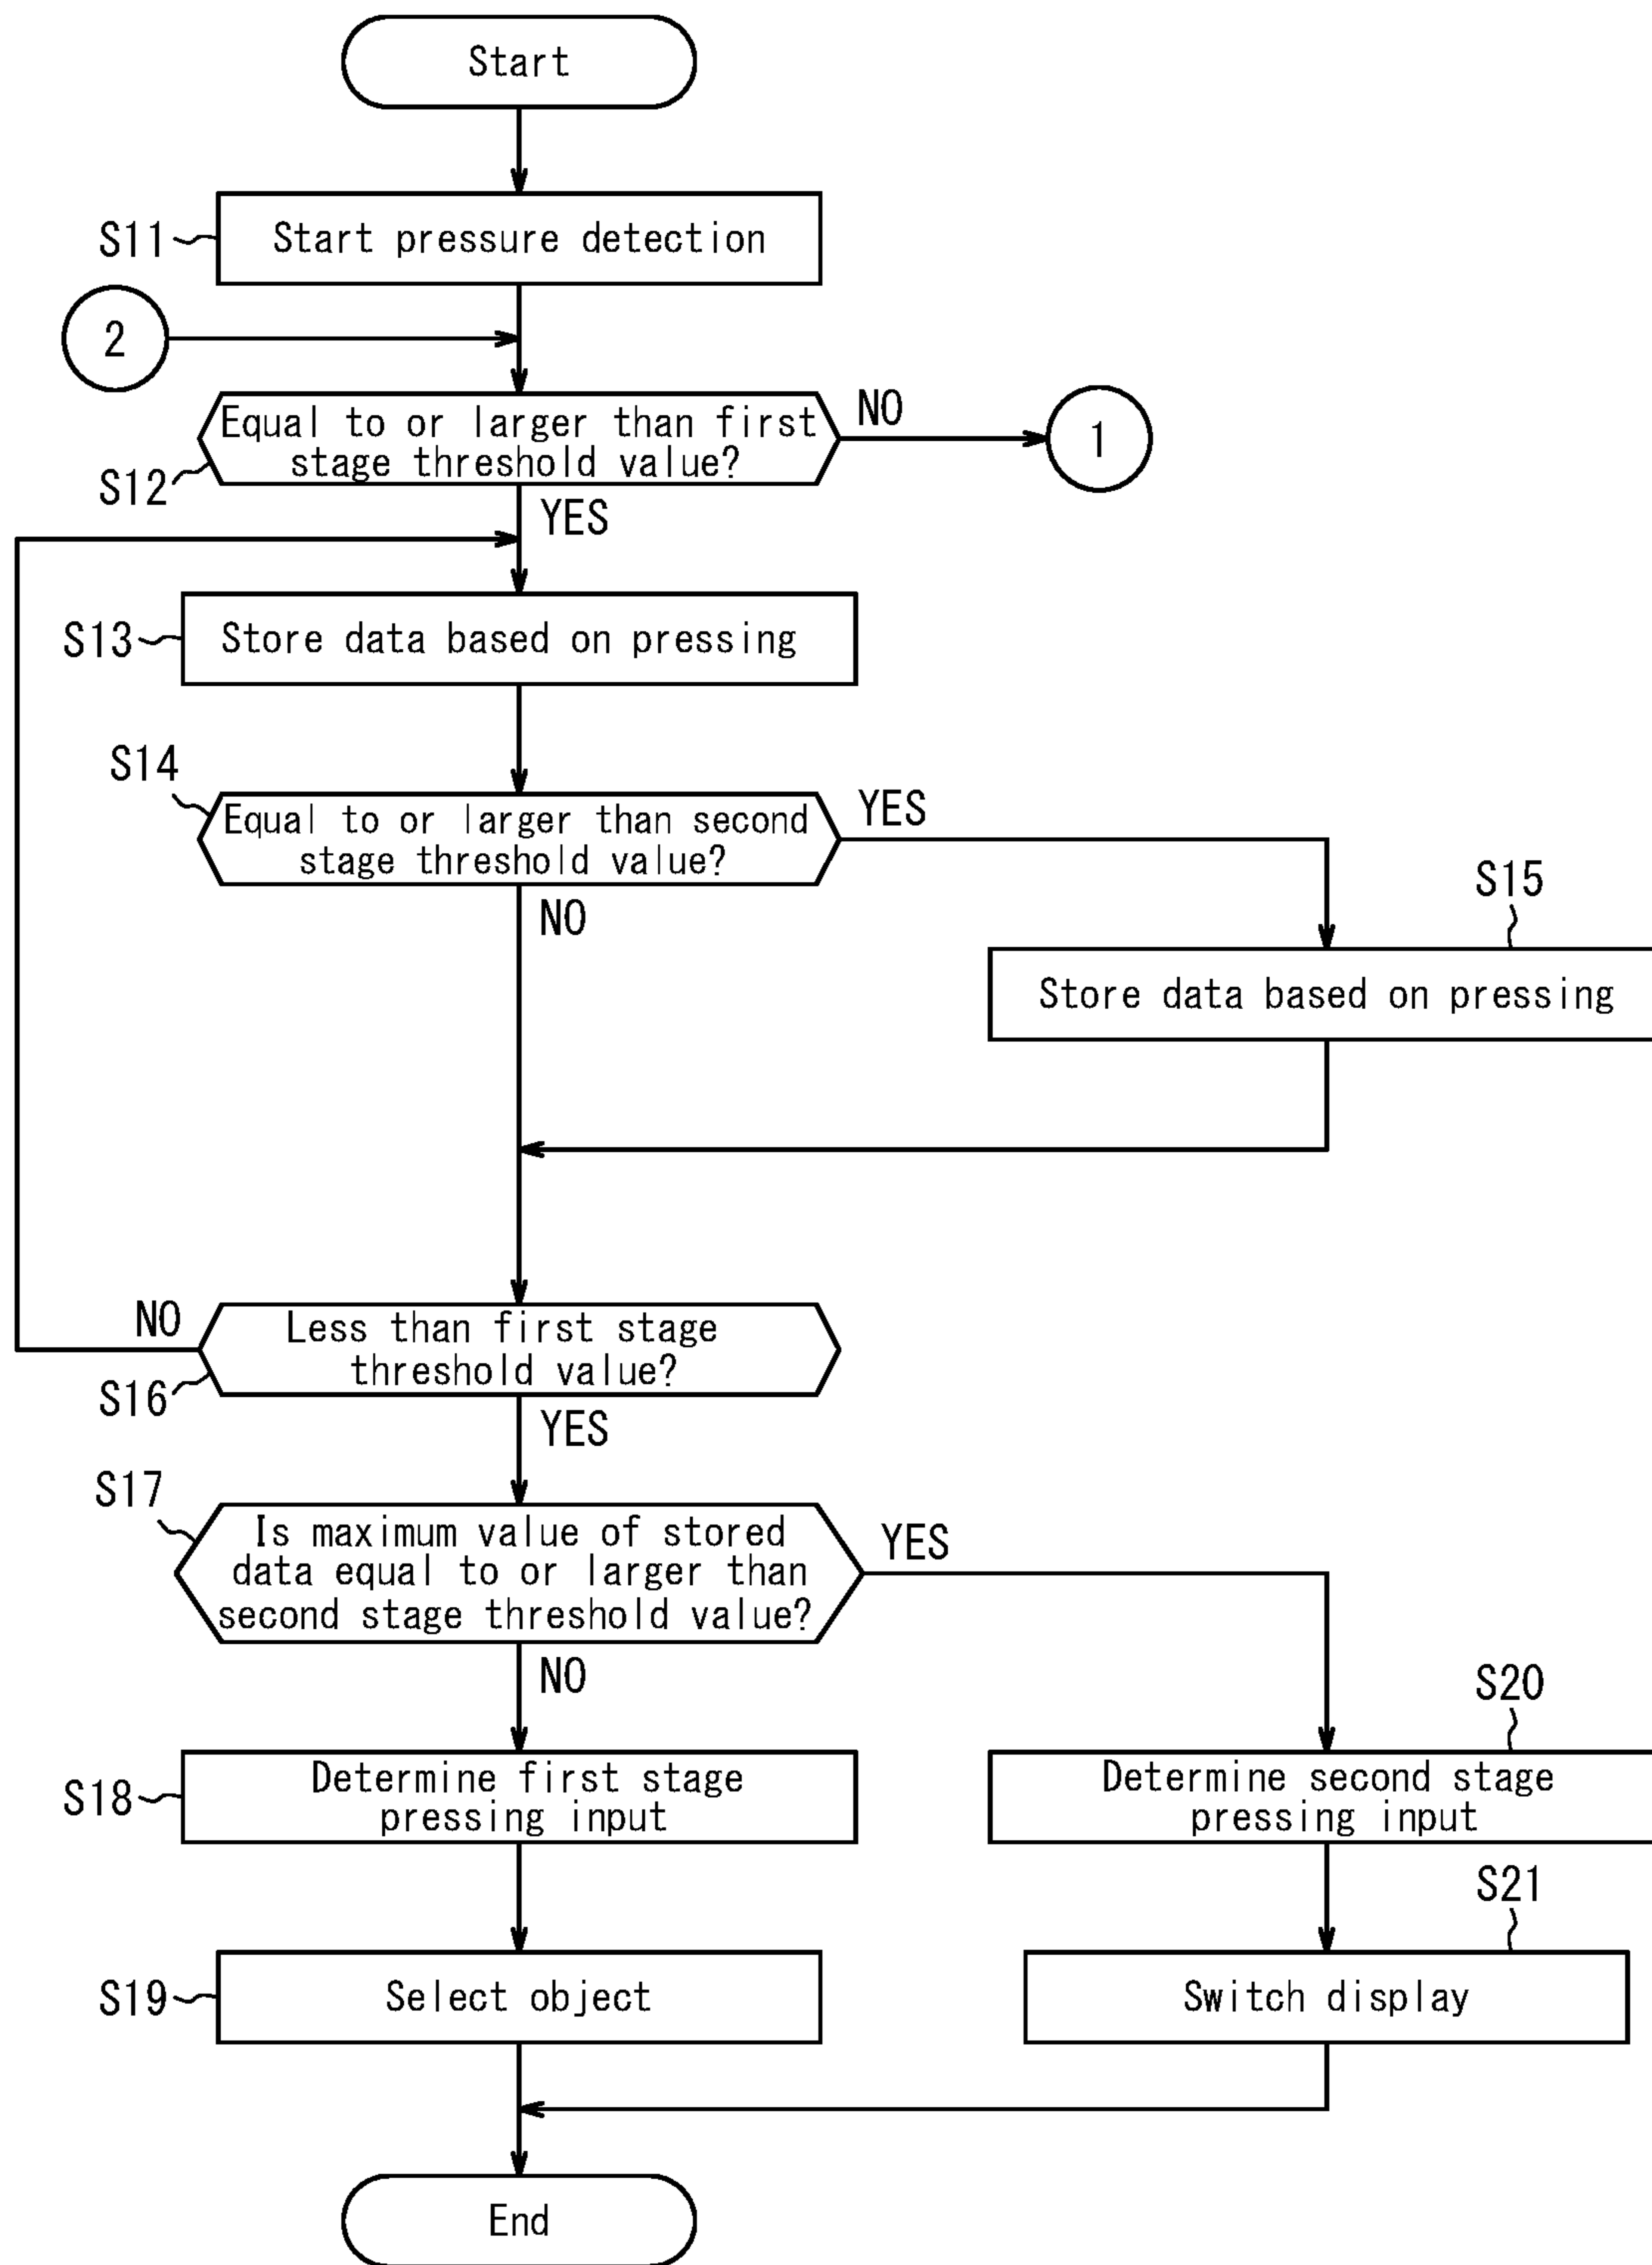 Start
S11
Start pressure detection
2
Equal to or larger than first
stage threshold value?
S12
NO
1
YES
S13
Store data based on pressing
S14
Equal to or larger than second
stage threshold value?
YES
NO
S15
Store data based on pressing
NO
Less than first stage
threshold value?
S16
YES
S17
Is maximum value of stored
data equal to or larger than
second stage threshold value?
YES
NO
S18
Determine first stage
pressing input
S20
Determine second stage
pressing input
S19
Select object
S21
Switch display
End